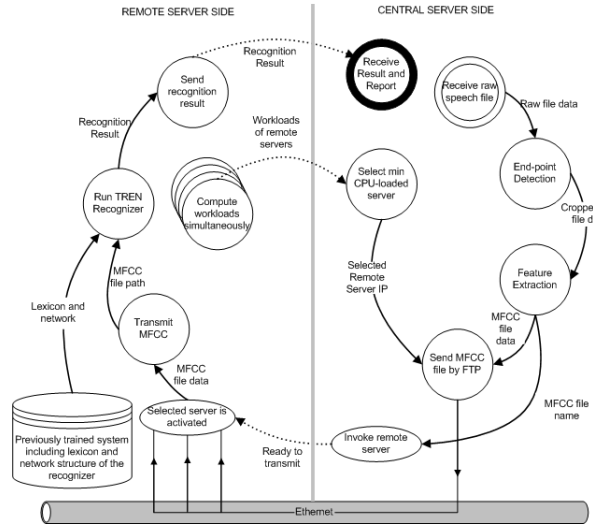 REMOTE SERVER SIDE
CENTRAL SERVER SIDE
Recognition
Result
Send
recognition
result
Receive
Result and
Report
Receive raw
speech file
Raw file data
Recognition
Result
Workloads
of remote
servers
End-point
Detection
Run TREN
Recognizer
Compute
workloads
simultaneously
Select min
CPU-loaded
server
Cropped
file d
MFCC
file path
Selected
Remote
Server IP
Feature
Extraction
Lexicon and
network
Transmit
MFCC
MFCC
file
data
Send MFCC
file by FTP
MFCC
file data
MFCC file
name
Selected server is
activated
Previously trained system
including lexicon and
network structure of the
recognizer
Ready to
transmit
Invoke remote
server
Ethernet